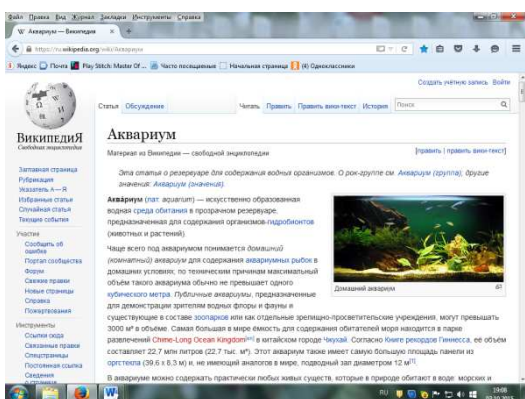 Файл Правка Вид Журнал Закладки Инструменты Справка
W Аквариум — Википедия
https://ru.wikipedia.org/wiki/Аквариум
Яндекс Почта Play Stitch: Master Of ... Часто посещаемые Начальная страница (4) Одноклассники
Создать учётную запись Войти
Статья Обсуждение Читать Править Править вики-текст История Поиск
ВикипедиЯ
Свободная энциклопедия
Заглавная страница
Рубрикация
Указатель А — Я
Избранные статьи
Случайная статья
Текущие события
Участие
Сообщить об ошибке
Портал сообщества
Форум
Свежие правки
Новые страницы
Справка
Пожертвования
Инструменты
Ссылки сюда
Связанные правки
Спецстраницы
Постоянная ссылка
Сведения
о странице
Аквариум
Материал из Википедии — свободной энциклопедии
[править | править вики-текст]
Эта статья о резервуаре для содержания водных организмов. О рок-группе см. Аквариум (группа); другие
значения: Аквариум (значения).
Аква́риум (лат. aquarium) — искусственно образованная
водная среда обитания в прозрачном резервуаре,
предназначенная для содержания организмов-гидробионтов
(животных и растений).
Чаще всего под аквариумом понимается домашний
(комнатный) аквариум для содержания аквариумных рыбок в
домашних условиях; по техническим причинам максимальный
объём такого аквариума обычно не превышает одного
кубического метра. Публичные аквариумы, предназначенные
для демонстрации зрителям водных флоры и фауны и
Домашний аквариум
существующие в составе зоопарков или как отдельные зрелищно-просветительские учреждения, могут превышать
3000 м³ в объёме. Самая большая в мире ёмкость для содержания обитателей моря находится в парке
развлечений Chime-Long Ocean Kingdom[en] в китайском городе Чжухай. Согласно Книге рекордов Гиннесса, её объём
составляет 22,7 млн литров (22,7 тыс. м³). Этот аквариум также имеет самую большую площадь панели из
оргстекла (39,6 x 8,3 м) и, не имеющий аналогов в мире, подводный зал диаметром 12 м[1].
В аквариуме можно содержать практически любых живых существ, которые в природе обитают в воде: морских и
RU 19:08